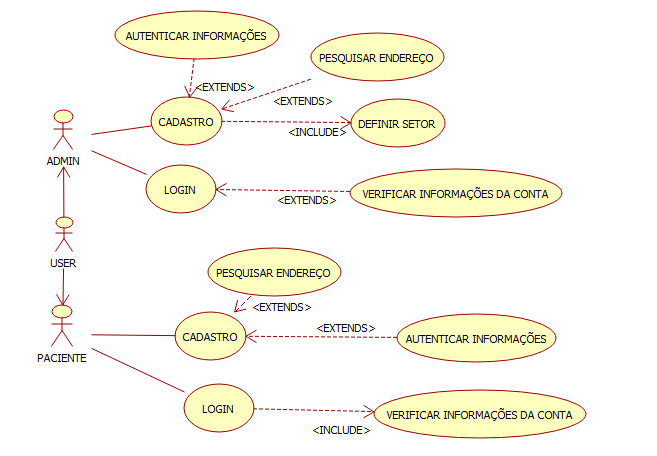 AUTENTICAR INFORMAÇÕES
PESQUISAR ENDEREÇO
<EXTENDS>
<EXTENDS>
CADASTRO
<INCLUDE>
DEFINIR SETOR
ADMIN
LOGIN
<EXTENDS>
VERIFICAR INFORMAÇÕES DA CONTA
USER
PESQUISAR ENDEREÇO
<EXTENDS>
PACIENTE
CADASTRO
<EXTENDS>
AUTENTICAR INFORMAÇÕES
LOGIN
<INCLUDE>
VERIFICAR INFORMAÇÕES DA CONTA